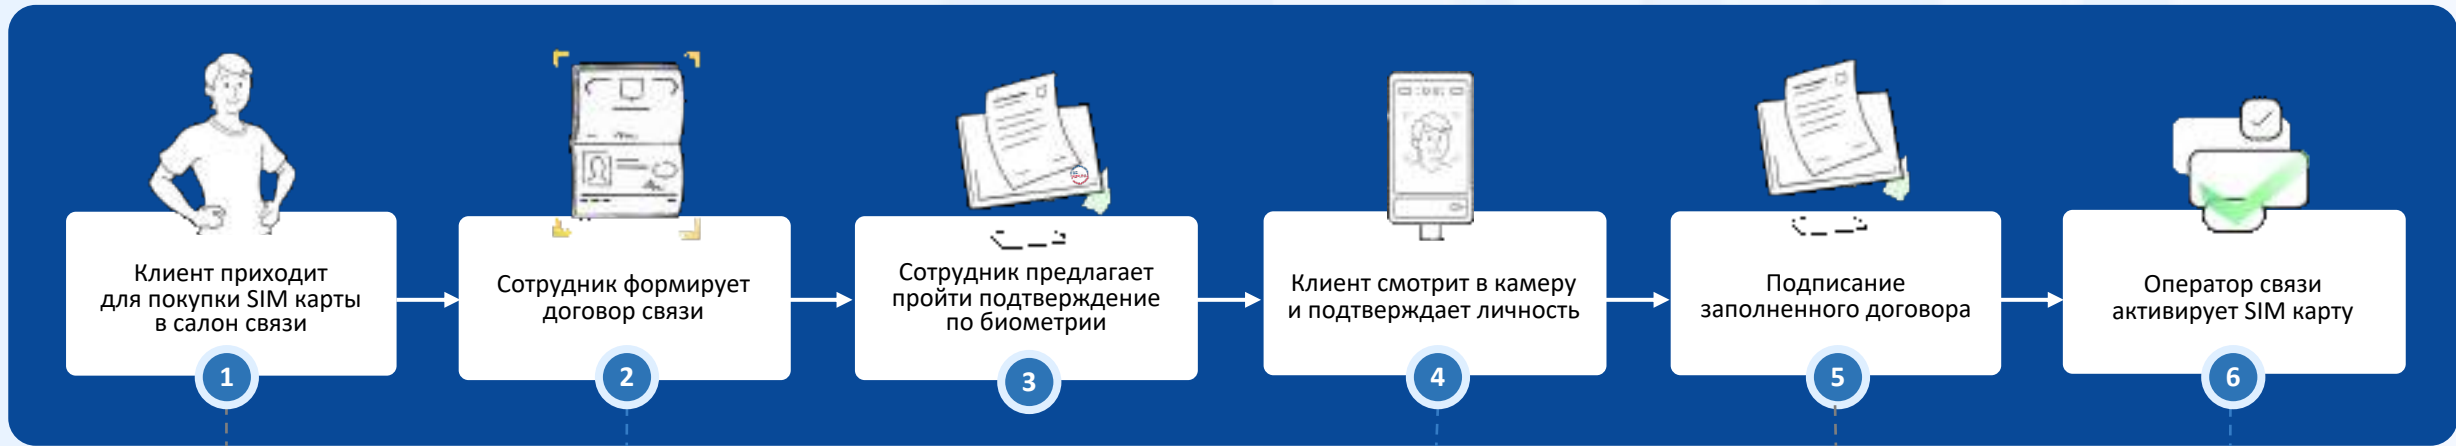 Клиент приходит
для покупки SIM карты
в салон связи
1
Сотрудник формирует
договор связи
2
Сотрудник предлагает
пройти подтверждение
по биометрии
3
Клиент смотрит в камеру
и подтверждает личность
4
Подписание
заполненного договора
5
Оператор связи
активирует SIM карту
6